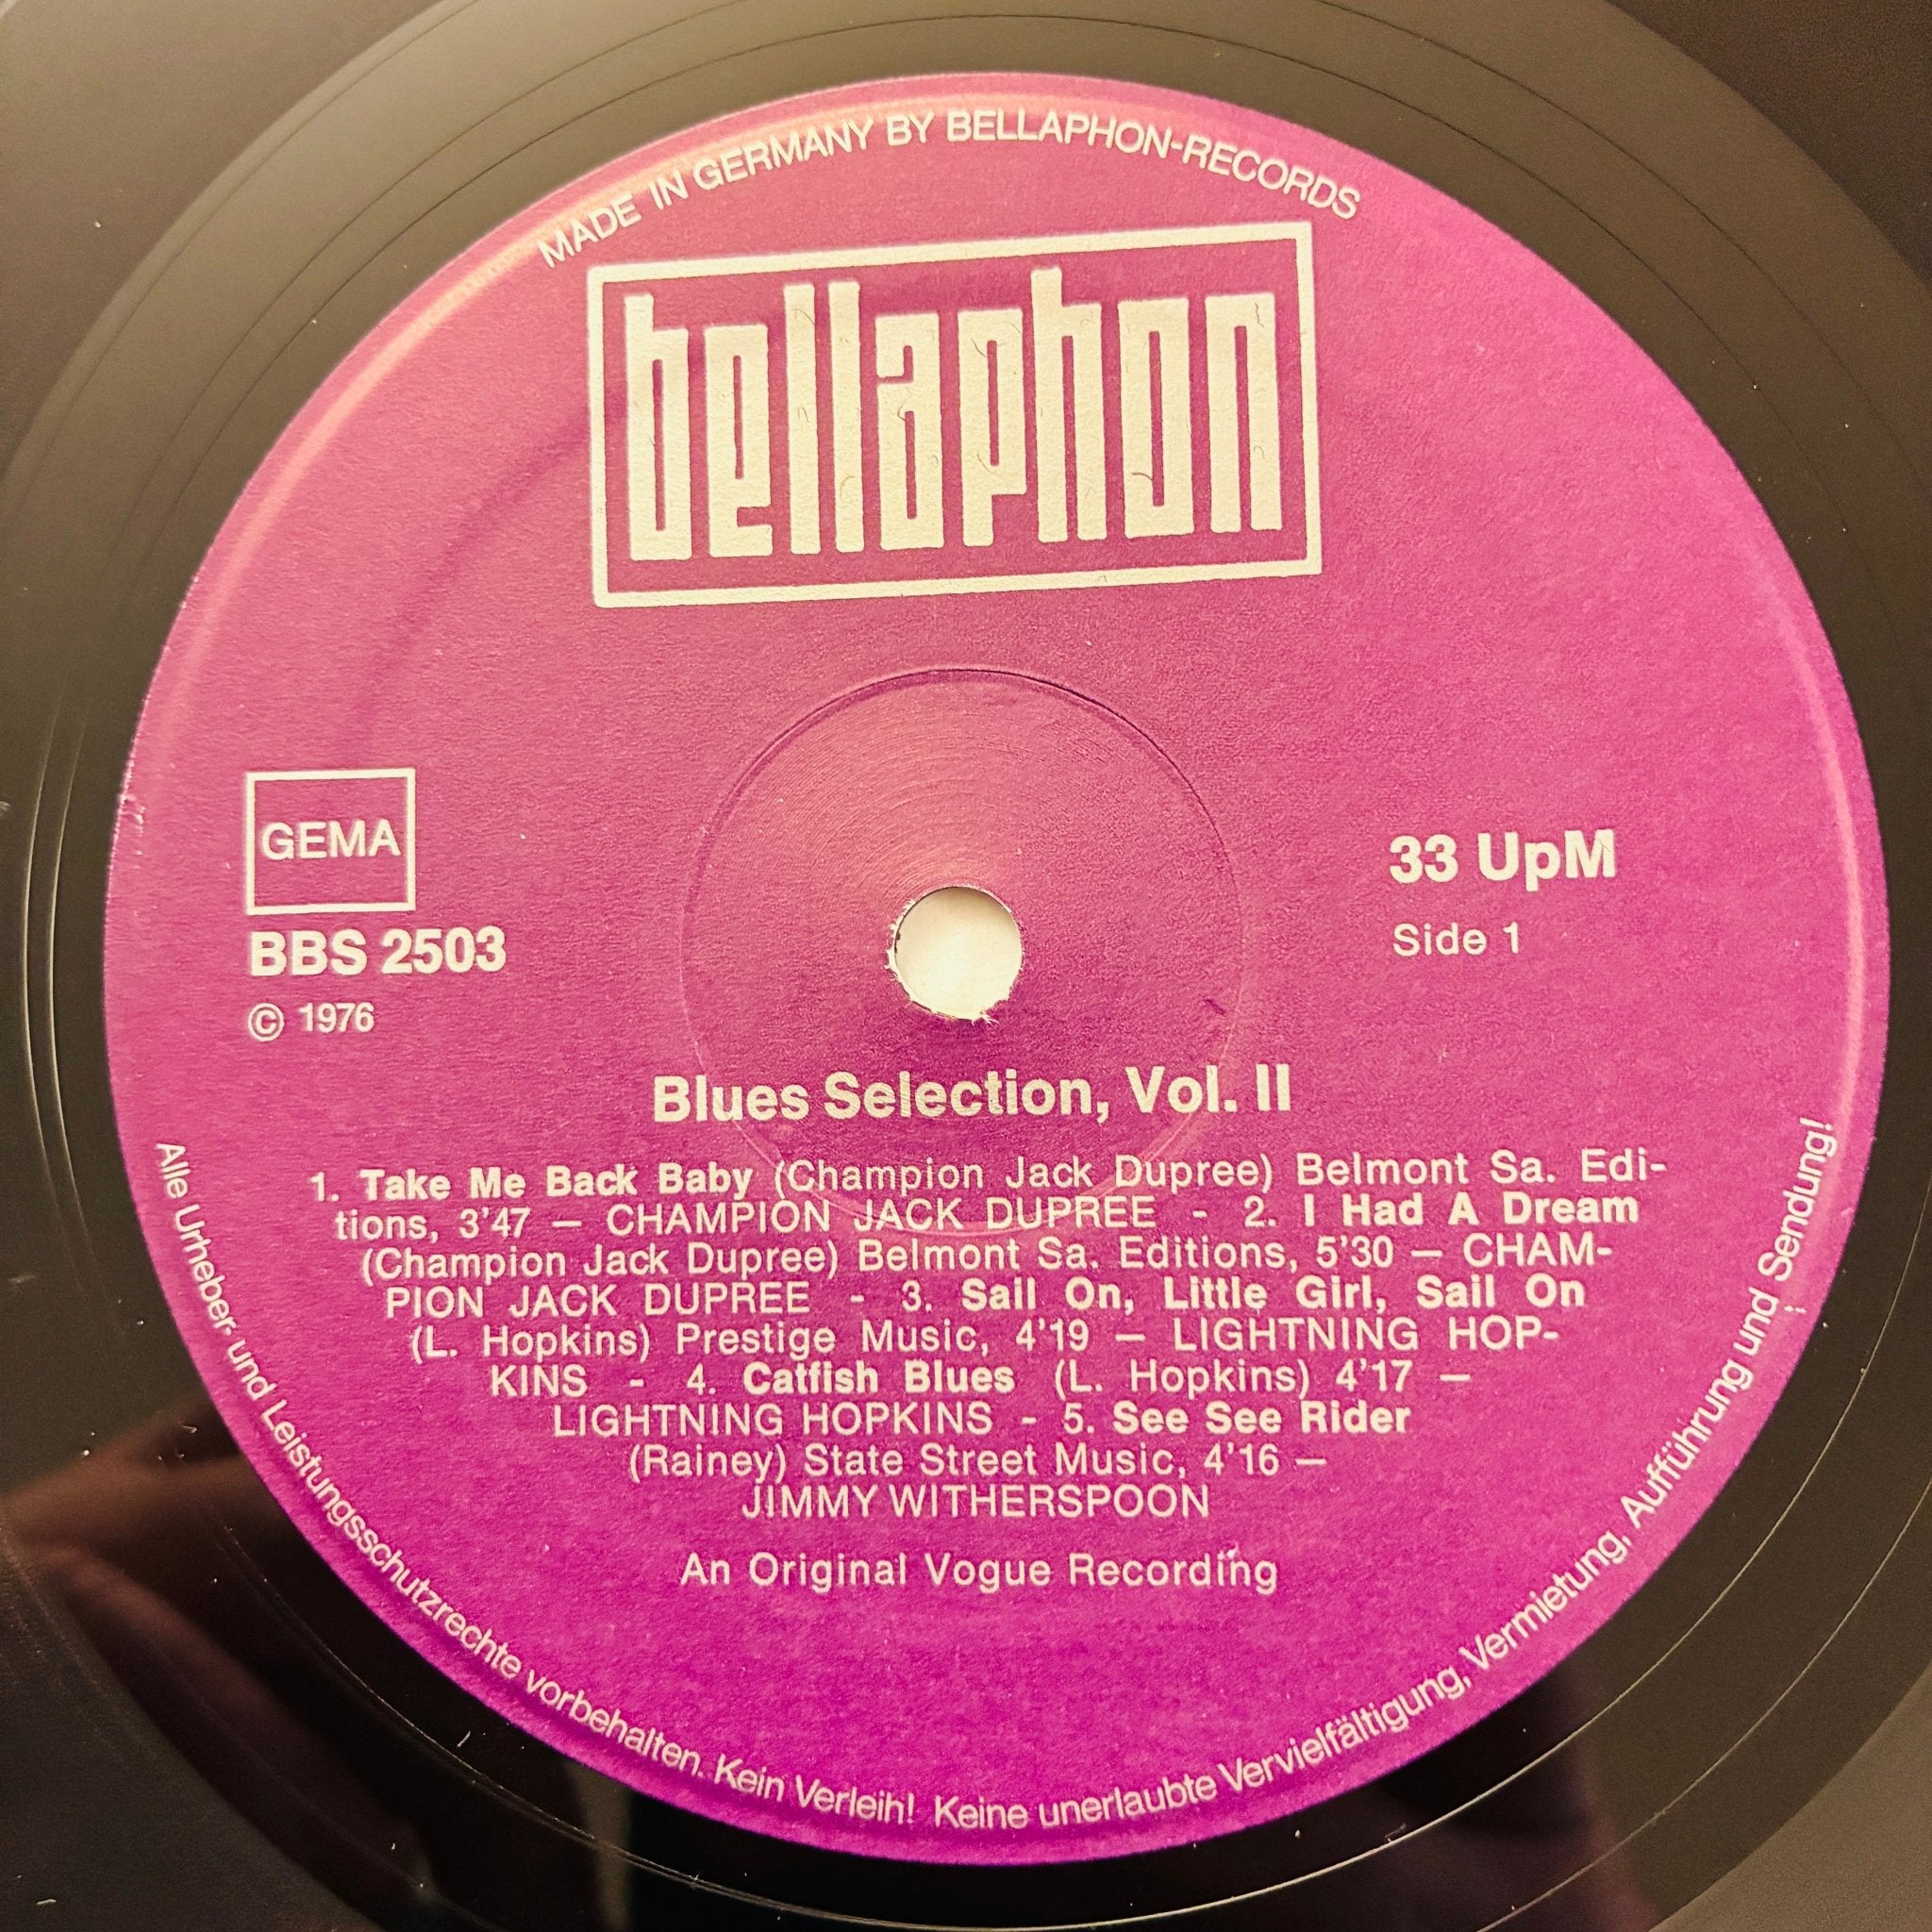 MADE IN GERMANY BY BELLAPHON-RECORDS
bellaphon
GEMA
BBS 2503
© 1976
33 UpM
Side 1
Blues Selection, Vol. II
1. Take Me Back Baby (Champion Jack Dupree) Belmont Sa. Edi-
tions, 3'47 — CHAMPION JACK DUPREE - 2. I Had A Dream
(Champion Jack Dupree) Belmont Sa. Editions, 5'30 — CHAM-
PION JACK DUPREE - 3. Sail On, Little Girl, Sail On
(L. Hopkins) Prestige Music, 4'19 — LIGHTNING HOP-
KINS - 4. Catfish Blues (L. Hopkins) 4'17 —
LIGHTNING HOPKINS - 5. See See Rider
(Rainey) State Street Music, 4'16 —
JIMMY WITHERSPOON
An Original Vogue Recording
Alle Urheber- und Leistungsschutzrechte vorbehalten. Kein Verleih! Keine unerlaubte Vervielfältigung, Vermietung, Aufführung und Sendung!